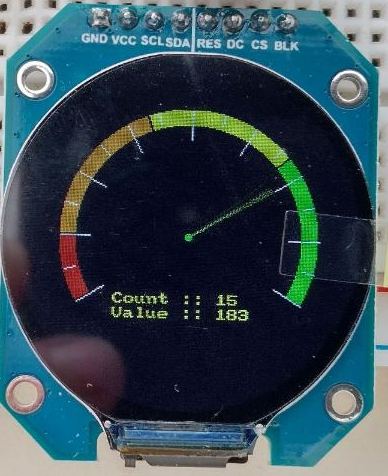 GND VCC SCL SDA RES DC CS BLK
Count :: 15
Value :: 183